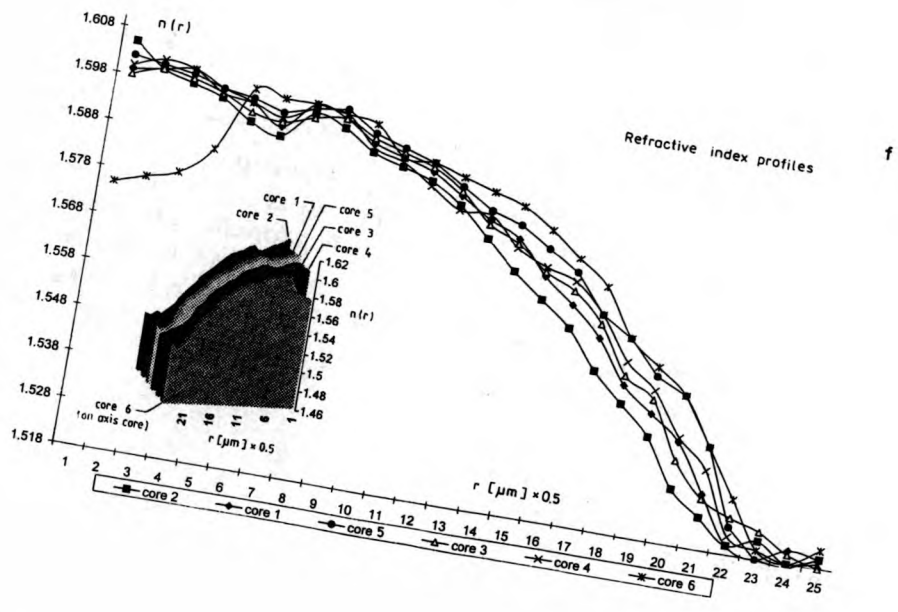 n(r)
1.608
1.598
1.588
1.578
1.568
1.558
1.548
1.538
1.528
1.518
Refractive index profiles
f
core 1
core 2
core 5
core 3
core 4
1.62
1.6
1.58
1.56
1.54
1.52
1.5
1.48
1.46
n(r)
core 6
(on axis core)
21 16 11 6 1
r [µm] × 0.5
r [µm] ×0.5
1 2 3 4 5 6 7 8 9 10 11 12 13 14 15 16 17 18 19 20 21 22 23 24 25
core 2 core 1 core 5 core 3 core 4 core 6